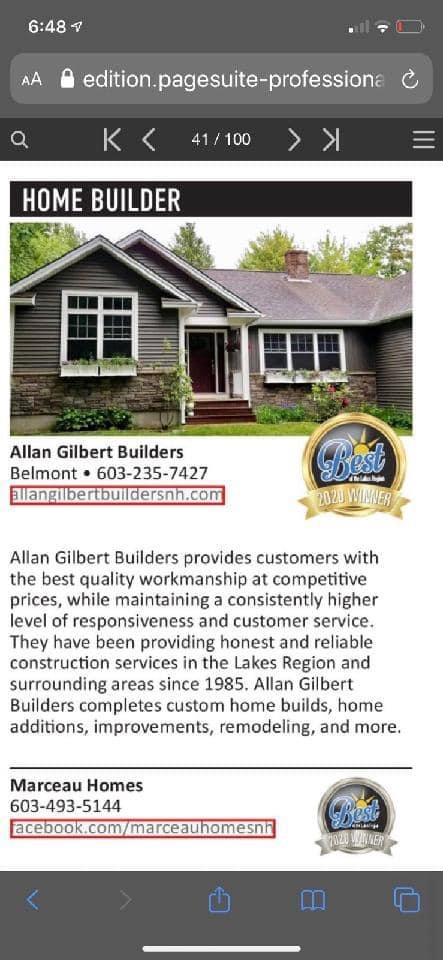 6:48
AA edition.pagesuite-professiona
41 / 100
HOME BUILDER
Allan Gilbert Builders
Belmont • 603-235-7427
allangilbertbuildersnh.com
Best
of the Lakes Region
2020 WINNER
Allan Gilbert Builders provides customers with
the best quality workmanship at competitive
prices, while maintaining a consistently higher
level of responsiveness and customer service.
They have been providing honest and reliable
construction services in the Lakes Region and
surrounding areas since 1985. Allan Gilbert
Builders completes custom home builds, home
additions, improvements, remodeling, and more.
Marceau Homes
603-493-5144
facebook.com/marceauhomesnh
Best
2020 WINNER